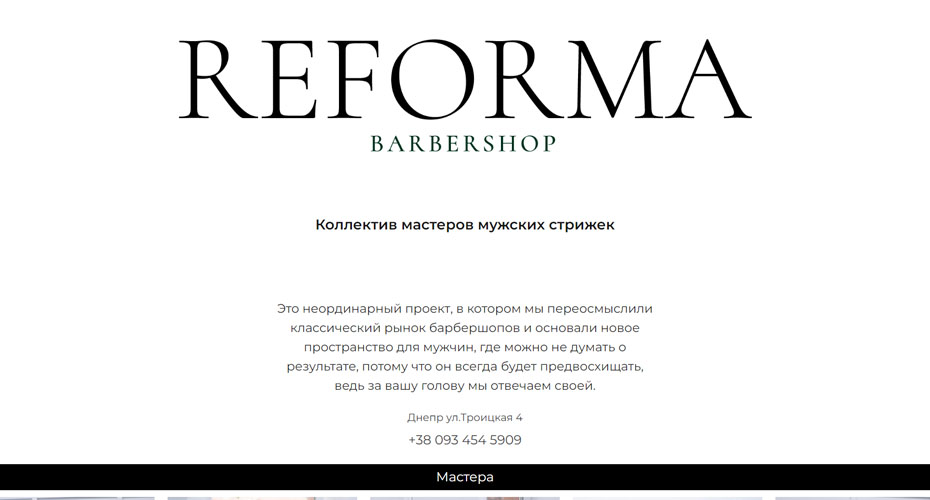 REFORMA
BARBERSHOP
Коллектив мастеров мужских стрижек
Это неординарный проект, в котором мы переосмыслили
классический рынок барбершопов и основали новое
пространство для мужчин, где можно не думать о
результате, потому что он всегда будет предвосхищать,
ведь за вашу голову мы отвечаем своей.
Днепр ул.Троицкая 4
+38 093 454 5909
Мастера